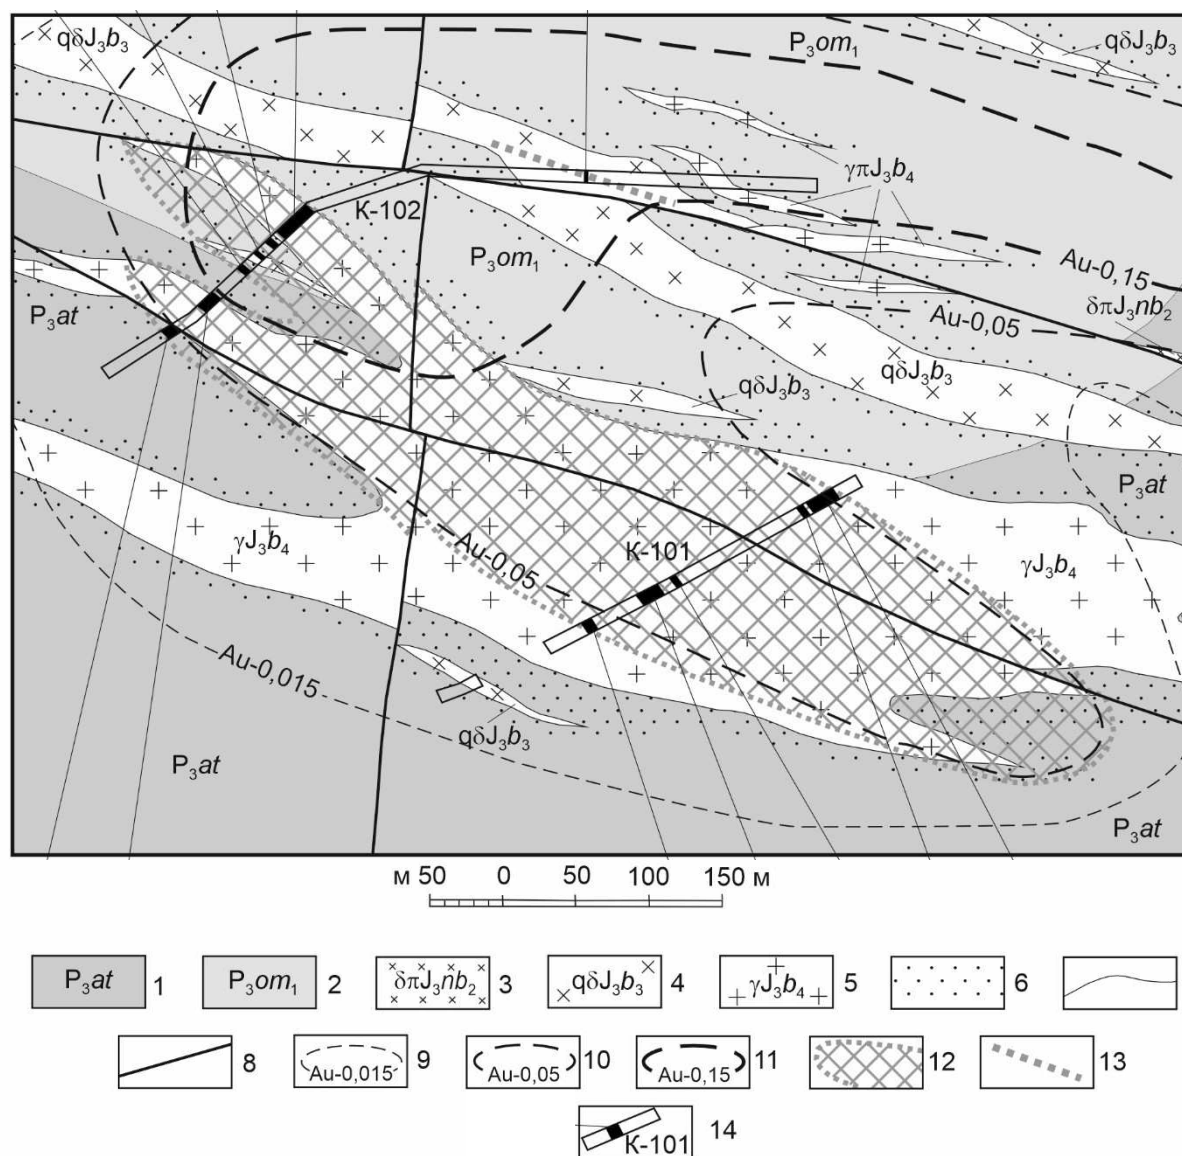 qδJ₃b₃
P₃om₁
qδJ₃b₃
γπJ₃b₄
К-102
P₃om₁
Au-0,15
P₃at
δπJ₃nb₂
Au-0,05
qδJ₃b₃
qδJ₃b₃
P₃at
γJ₃b₄
Au-0,05
К-101
γJ₃b₄
Au-0,015
qδJ₃b₃
P₃at
P₃at
м 50 0 50 100 150 м
P₃at 1 P₃om₁ 2 δπJ₃nb₂ 3 qδJ₃b₃ 4 γJ₃b₄ 5 6
8 Au-0,015 9 Au-0,05 10 Au-0,15 11 12 13
К-101 14